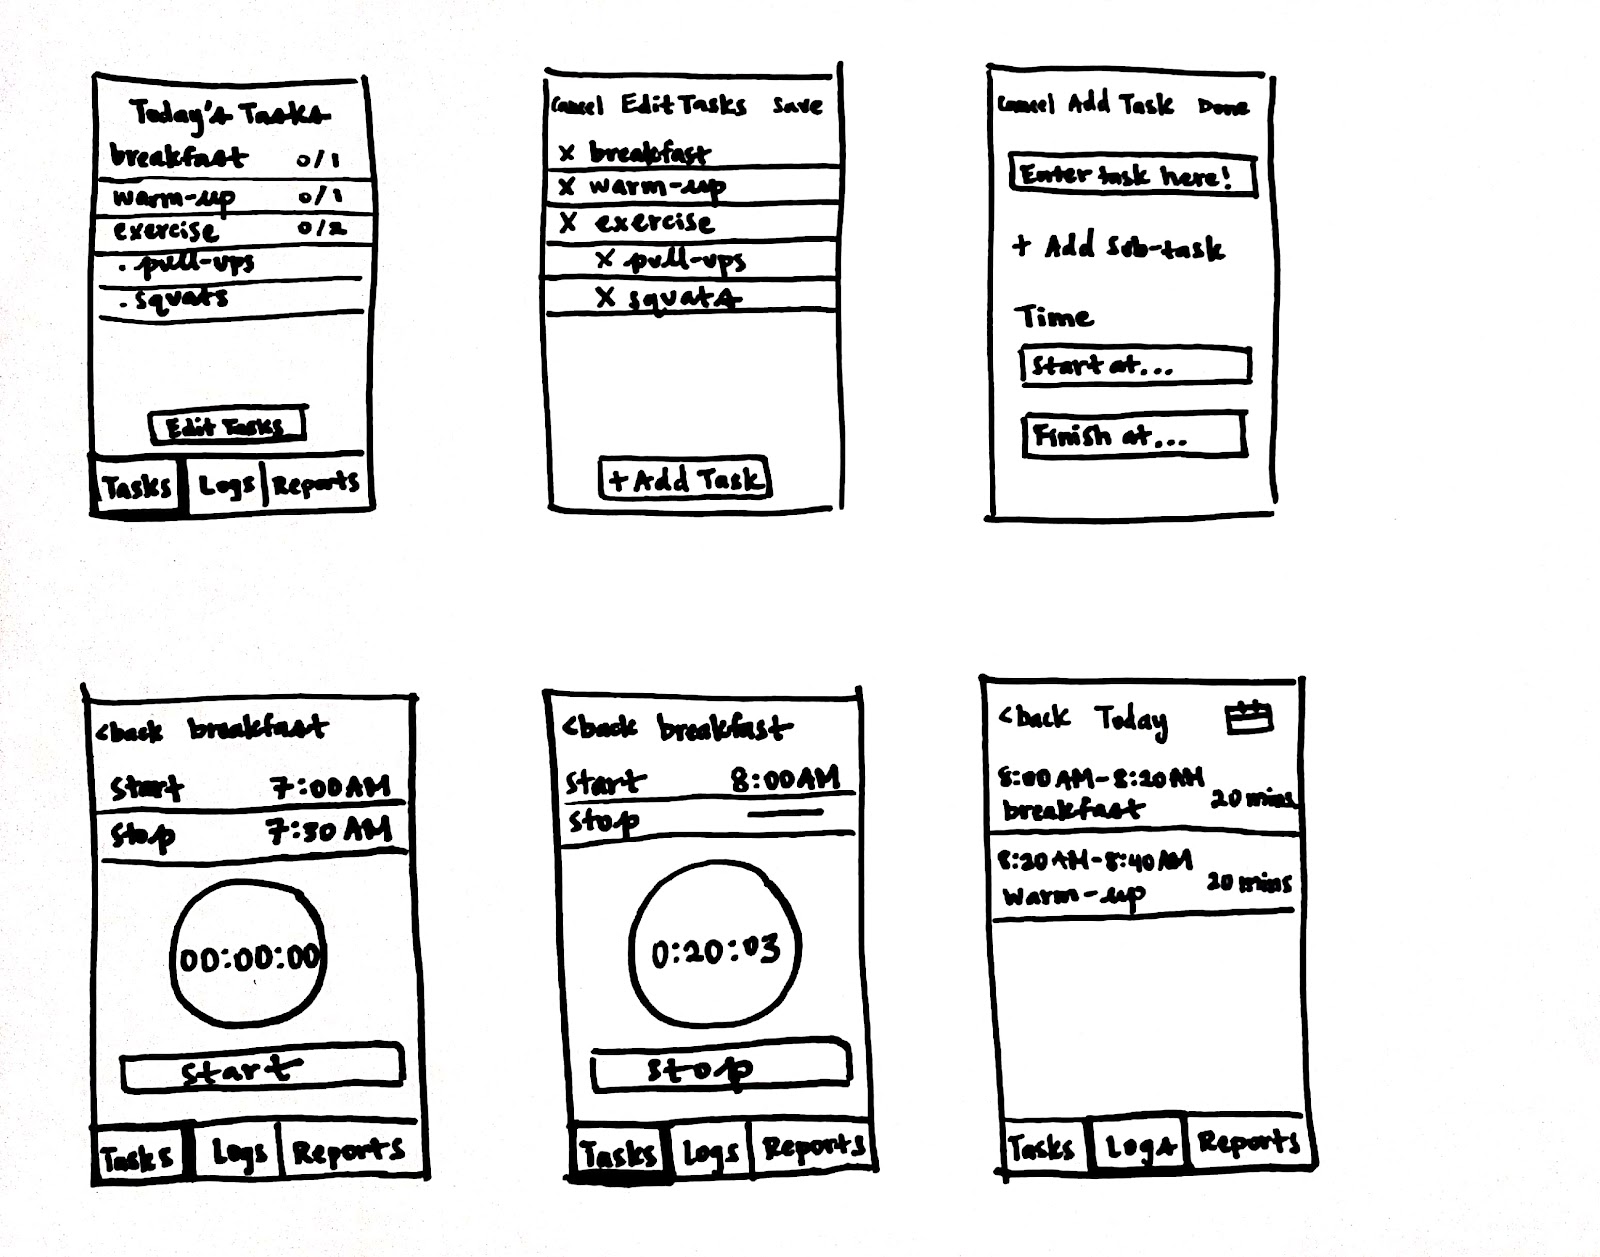 Today's Tasks
breakfast 0/1
warm-up 0/1
exercise 0/2
. pull-ups
. squats
Edit Tasks
Tasks Logs Reports
Cancel Edit Tasks Save
x breakfast
x warm-up
x exercise
x pull-ups
x squats
+ Add Task
Cancel Add Task Done
Enter task here!
+ Add Sub-task
Time
Start at...
Finish at...
<back breakfast
Start 7:00 AM
Stop 7:30 AM
00:00:00
Start
Tasks Logs Reports
<back breakfast
Start 8:00 AM
Stop —
0:20:03
Stop
Tasks Logs Reports
<back Today
8:00 AM - 8:20 AM
breakfast 20 mins
8:20 AM - 8:40 AM
warm-up 20 mins
Tasks Logs Reports